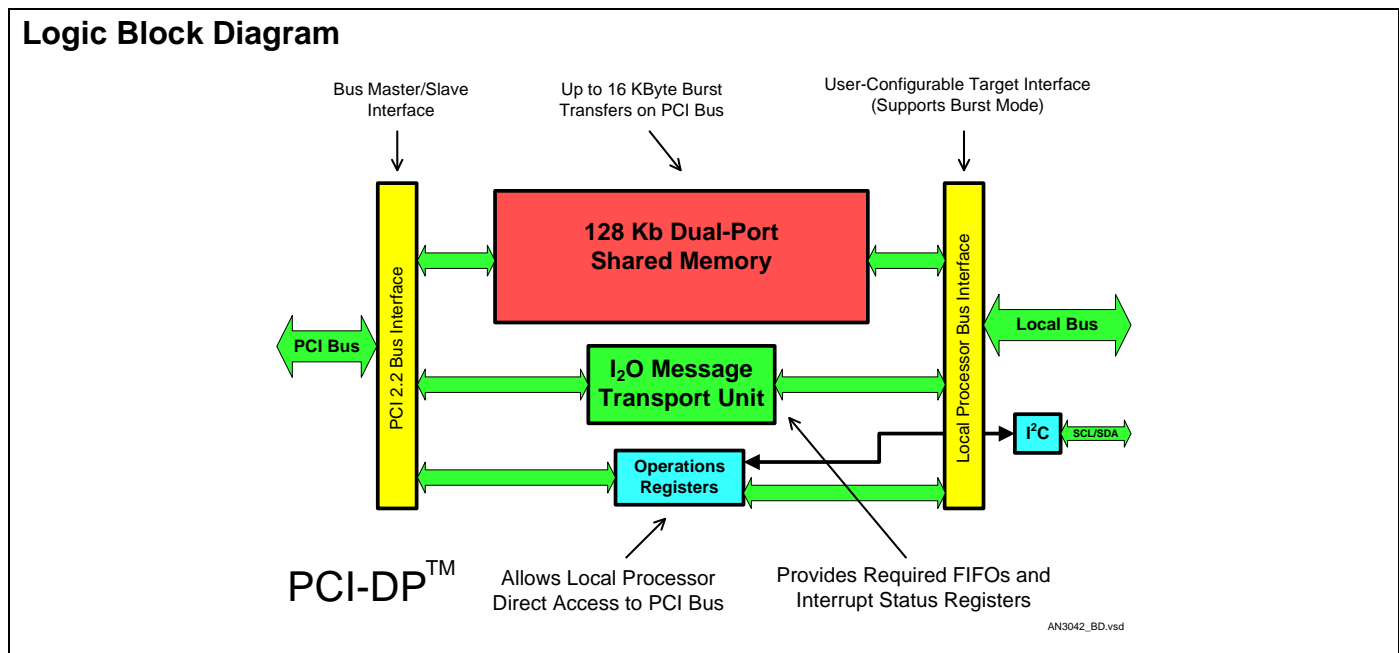 Logic Block Diagram
Bus Master/Slave
Interface
Up to 16 KByte Burst
Transfers on PCI Bus
User-Configurable Target Interface
(Supports Burst Mode)
PCI 2.2 Bus Interface
128 Kb Dual-Port
Shared Memory
Local Processor Bus Interface
PCI Bus
Local Bus
I₂O Message
Transport Unit
I²C
SCL/SDA
Operations
Registers
PCI-DP™
Allows Local Processor
Direct Access to PCI Bus
Provides Required FIFOs and
Interrupt Status Registers
AN3042_BD.vsd